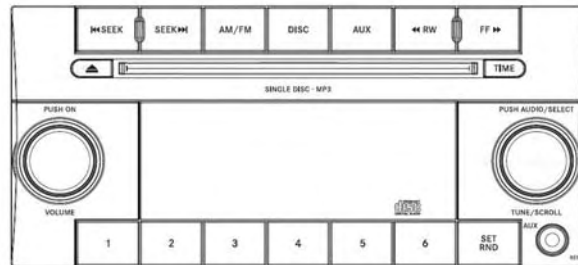 ⏮SEEK SEEK⏭ AM/FM DISC AUX ◀◀ RW FF ▶▶
TIME
SINGLE DISC · MP3
PUSH ON PUSH AUDIO/SELECT
VOLUME TUNE/SCROLL
AUX
1 2 3 4 5 6 SET
RND